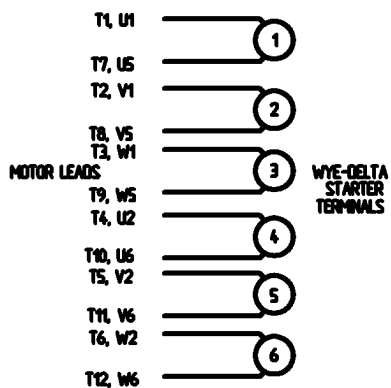 T1, U1
1
T7, U5
T2, V1
2
T8, V5
T3, W1
MOTOR LEADS
3
WYE-DELTA
STARTER
TERMINALS
T9, W5
T4, U2
4
T10, U6
T5, V2
5
T11, V6
T6, W2
6
T12, W6